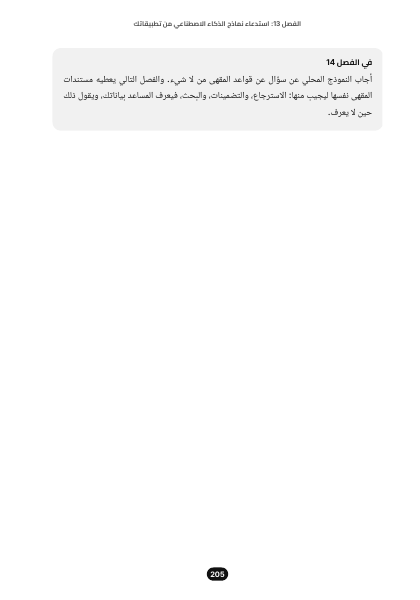 الفصل 13: استدعاء نماذج الذكاء الاصطناعي من تطبيقاتك
في الفصل 14
أجاب النموذج المحلي عن سؤال عن قواعد المقهى من لا شيء. والفصل التالي يعطيه مستندات
المقهى نفسها ليجيب منها: الاسترجاع، والتضمينات، والبحث، فيعرف المساعد بياناتك، ويقول ذلك
حين لا يعرف.
205